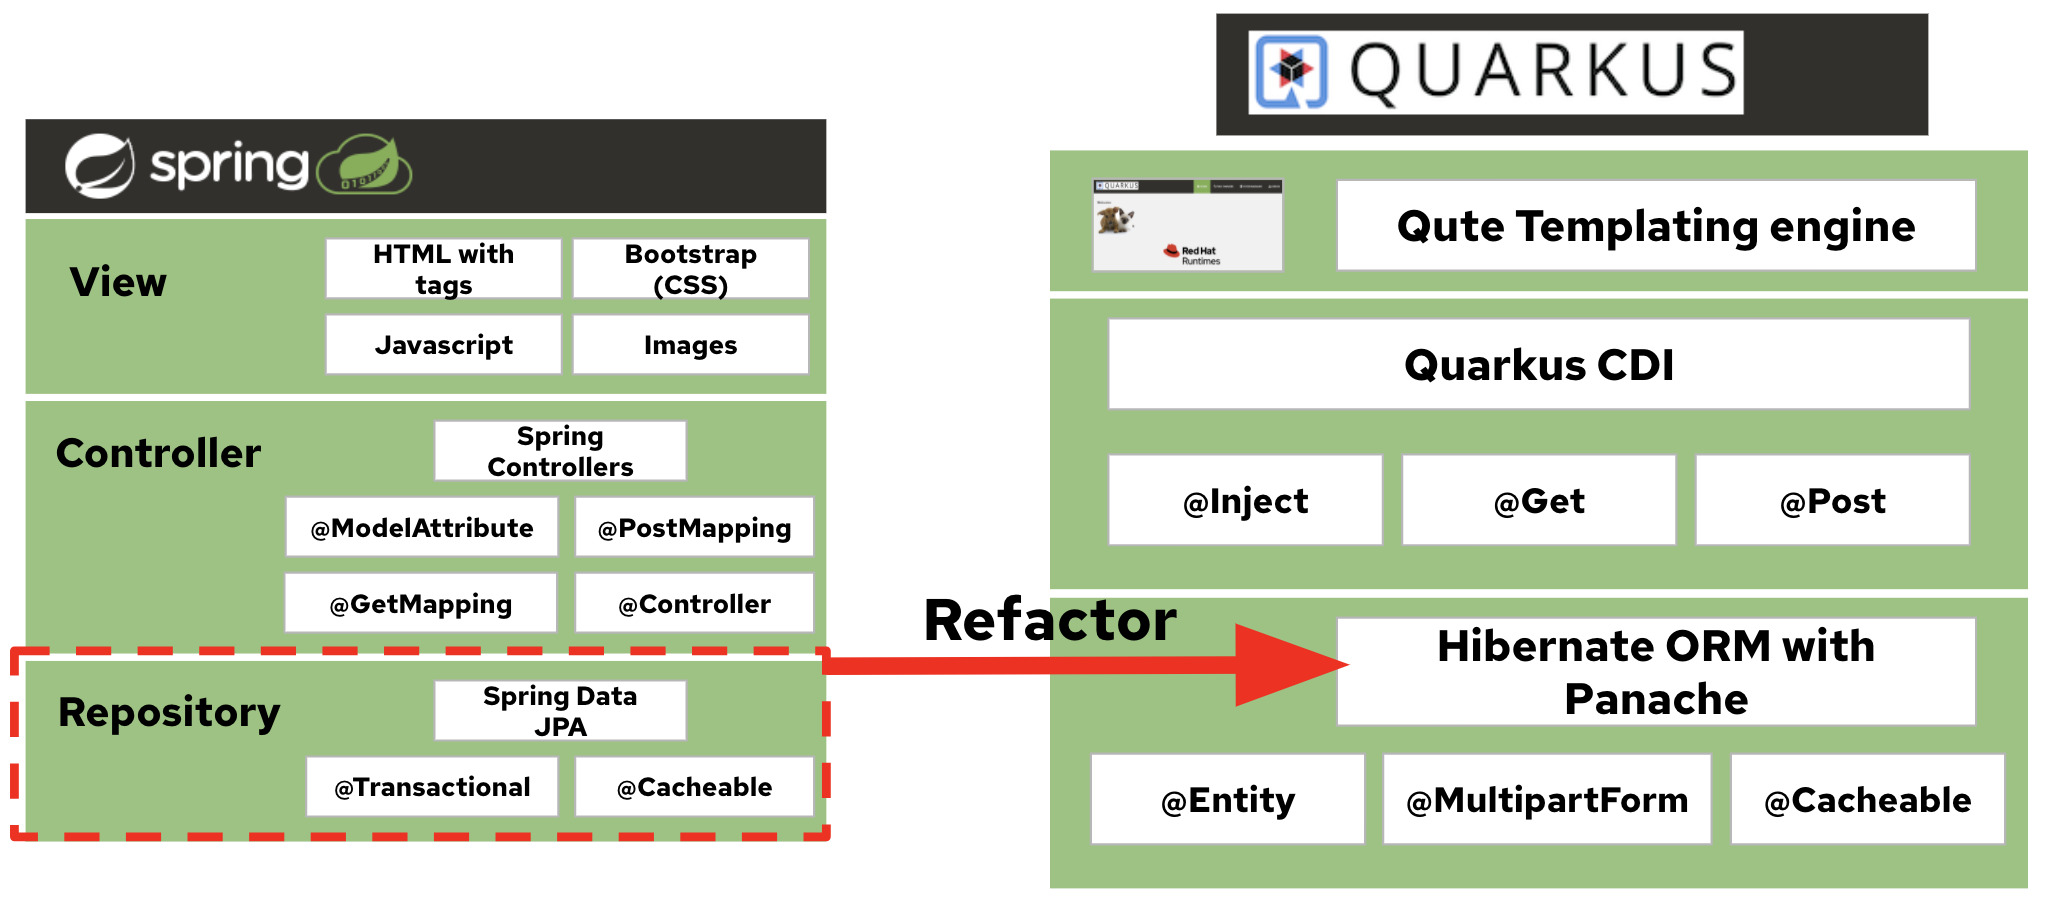 spring
View
HTML with
tags
Bootstrap
(CSS)
Javascript
Images
Controller
Spring
Controllers
@ModelAttribute
@PostMapping
@GetMapping
@Controller
Repository
Spring Data
JPA
@Transactional
@Cacheable
Refactor
QUARKUS
QUARKUS
Red Hat
Runtimes
Qute Templating engine
Quarkus CDI
@Inject
@Get
@Post
Hibernate ORM with
Panache
@Entity
@MultipartForm
@Cacheable